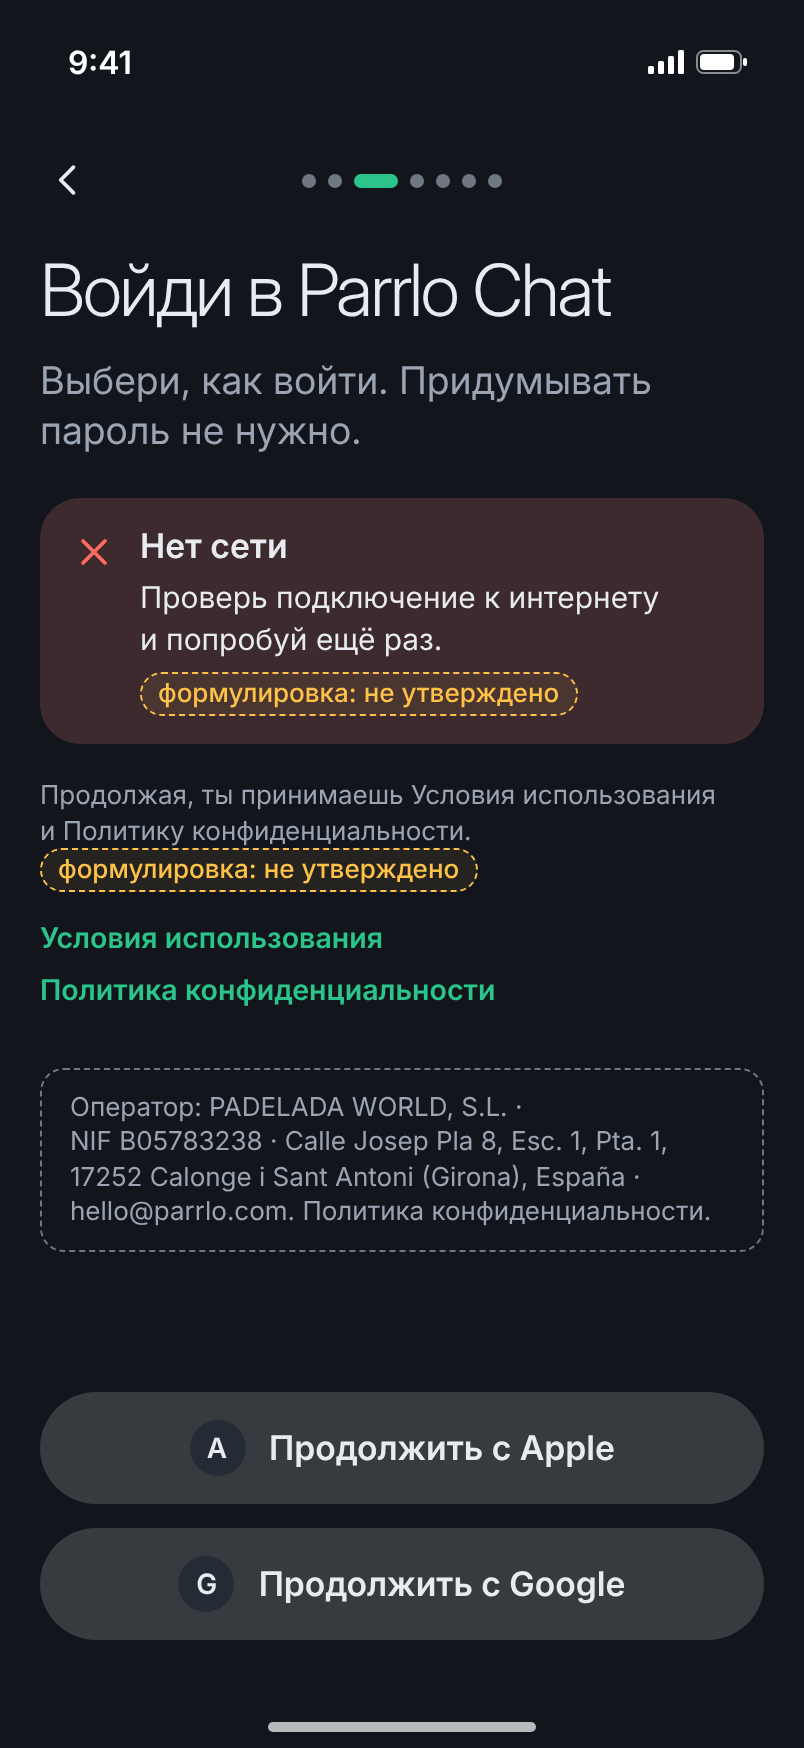 9:41
Войди в Parrlo Chat
Выбери, как войти. Придумывать
пароль не нужно.
Нет сети
Проверь подключение к интернету
и попробуй ещё раз.
формулировка: не утверждено
Продолжая, ты принимаешь Условия использования
и Политику конфиденциальности.
формулировка: не утверждено
Условия использования
Политика конфиденциальности
Оператор: PADELADA WORLD, S.L. ·
NIF B05783238 · Calle Josep Pla 8, Esc. 1, Pta. 1,
17252 Calonge i Sant Antoni (Girona), España ·
hello@parrlo.com. Политика конфиденциальности.
A Продолжить с Apple
G Продолжить с Google